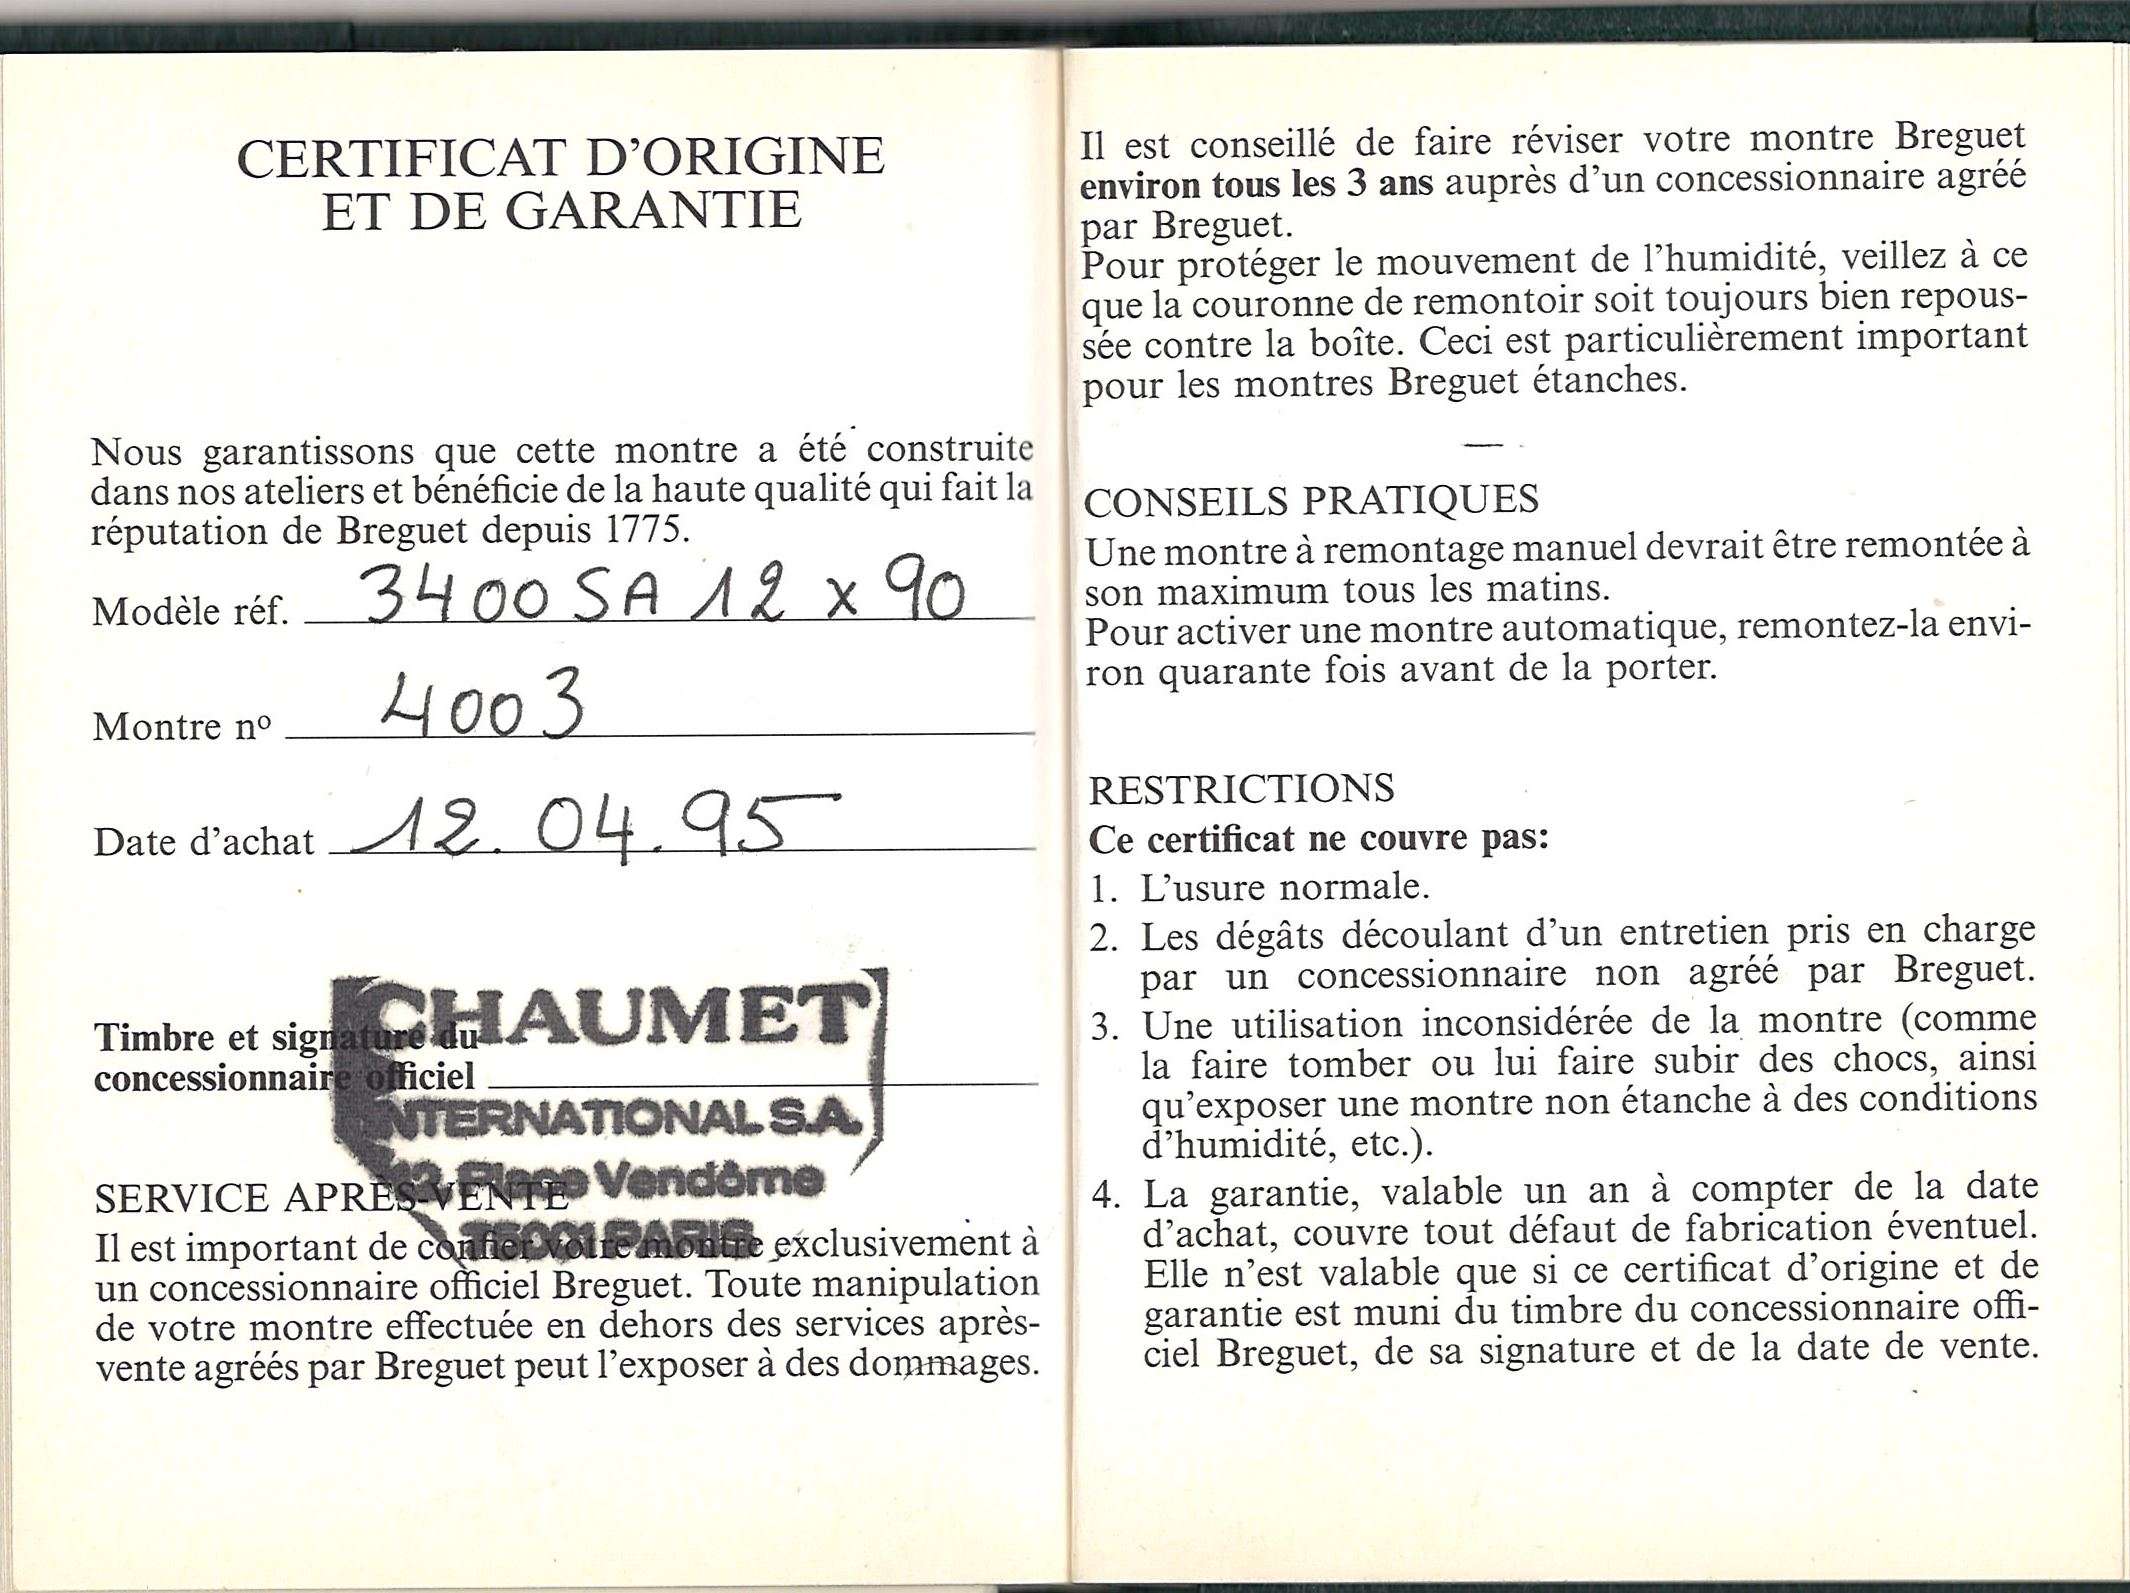 CERTIFICAT D'ORIGINE
ET DE GARANTIE
Nous garantissons que cette montre a été construite
dans nos ateliers et bénéficie de la haute qualité qui fait la
réputation de Breguet depuis 1775.
Modèle réf. 3400 SA 12 x 90
Montre nº 4003
Date d'achat 12.04.95
Timbre et signature du
concessionnaire officiel
CHAUMET
INTERNATIONAL S.A.
12 Place Vendôme
75001 PARIS
SERVICE APRÈS-VENTE
Il est important de confier votre montre exclusivement à
un concessionnaire officiel Breguet. Toute manipulation
de votre montre effectuée en dehors des services après-
vente agréés par Breguet peut l'exposer à des dommages.
Il est conseillé de faire réviser votre montre Breguet
environ tous les 3 ans auprès d'un concessionnaire agréé
par Breguet.
Pour protéger le mouvement de l'humidité, veillez à ce
que la couronne de remontoir soit toujours bien repous-
sée contre la boîte. Ceci est particulièrement important
pour les montres Breguet étanches.
—
CONSEILS PRATIQUES
Une montre à remontage manuel devrait être remontée à
son maximum tous les matins.
Pour activer une montre automatique, remontez-la envi-
ron quarante fois avant de la porter.
RESTRICTIONS
Ce certificat ne couvre pas:
1. L'usure normale.
2. Les dégâts découlant d'un entretien pris en charge
par un concessionnaire non agréé par Breguet.
3. Une utilisation inconsidérée de la montre (comme
la faire tomber ou lui faire subir des chocs, ainsi
qu'exposer une montre non étanche à des conditions
d'humidité, etc.).
4. La garantie, valable un an à compter de la date
d'achat, couvre tout défaut de fabrication éventuel.
Elle n'est valable que si ce certificat d'origine et de
garantie est muni du timbre du concessionnaire offi-
ciel Breguet, de sa signature et de la date de vente.